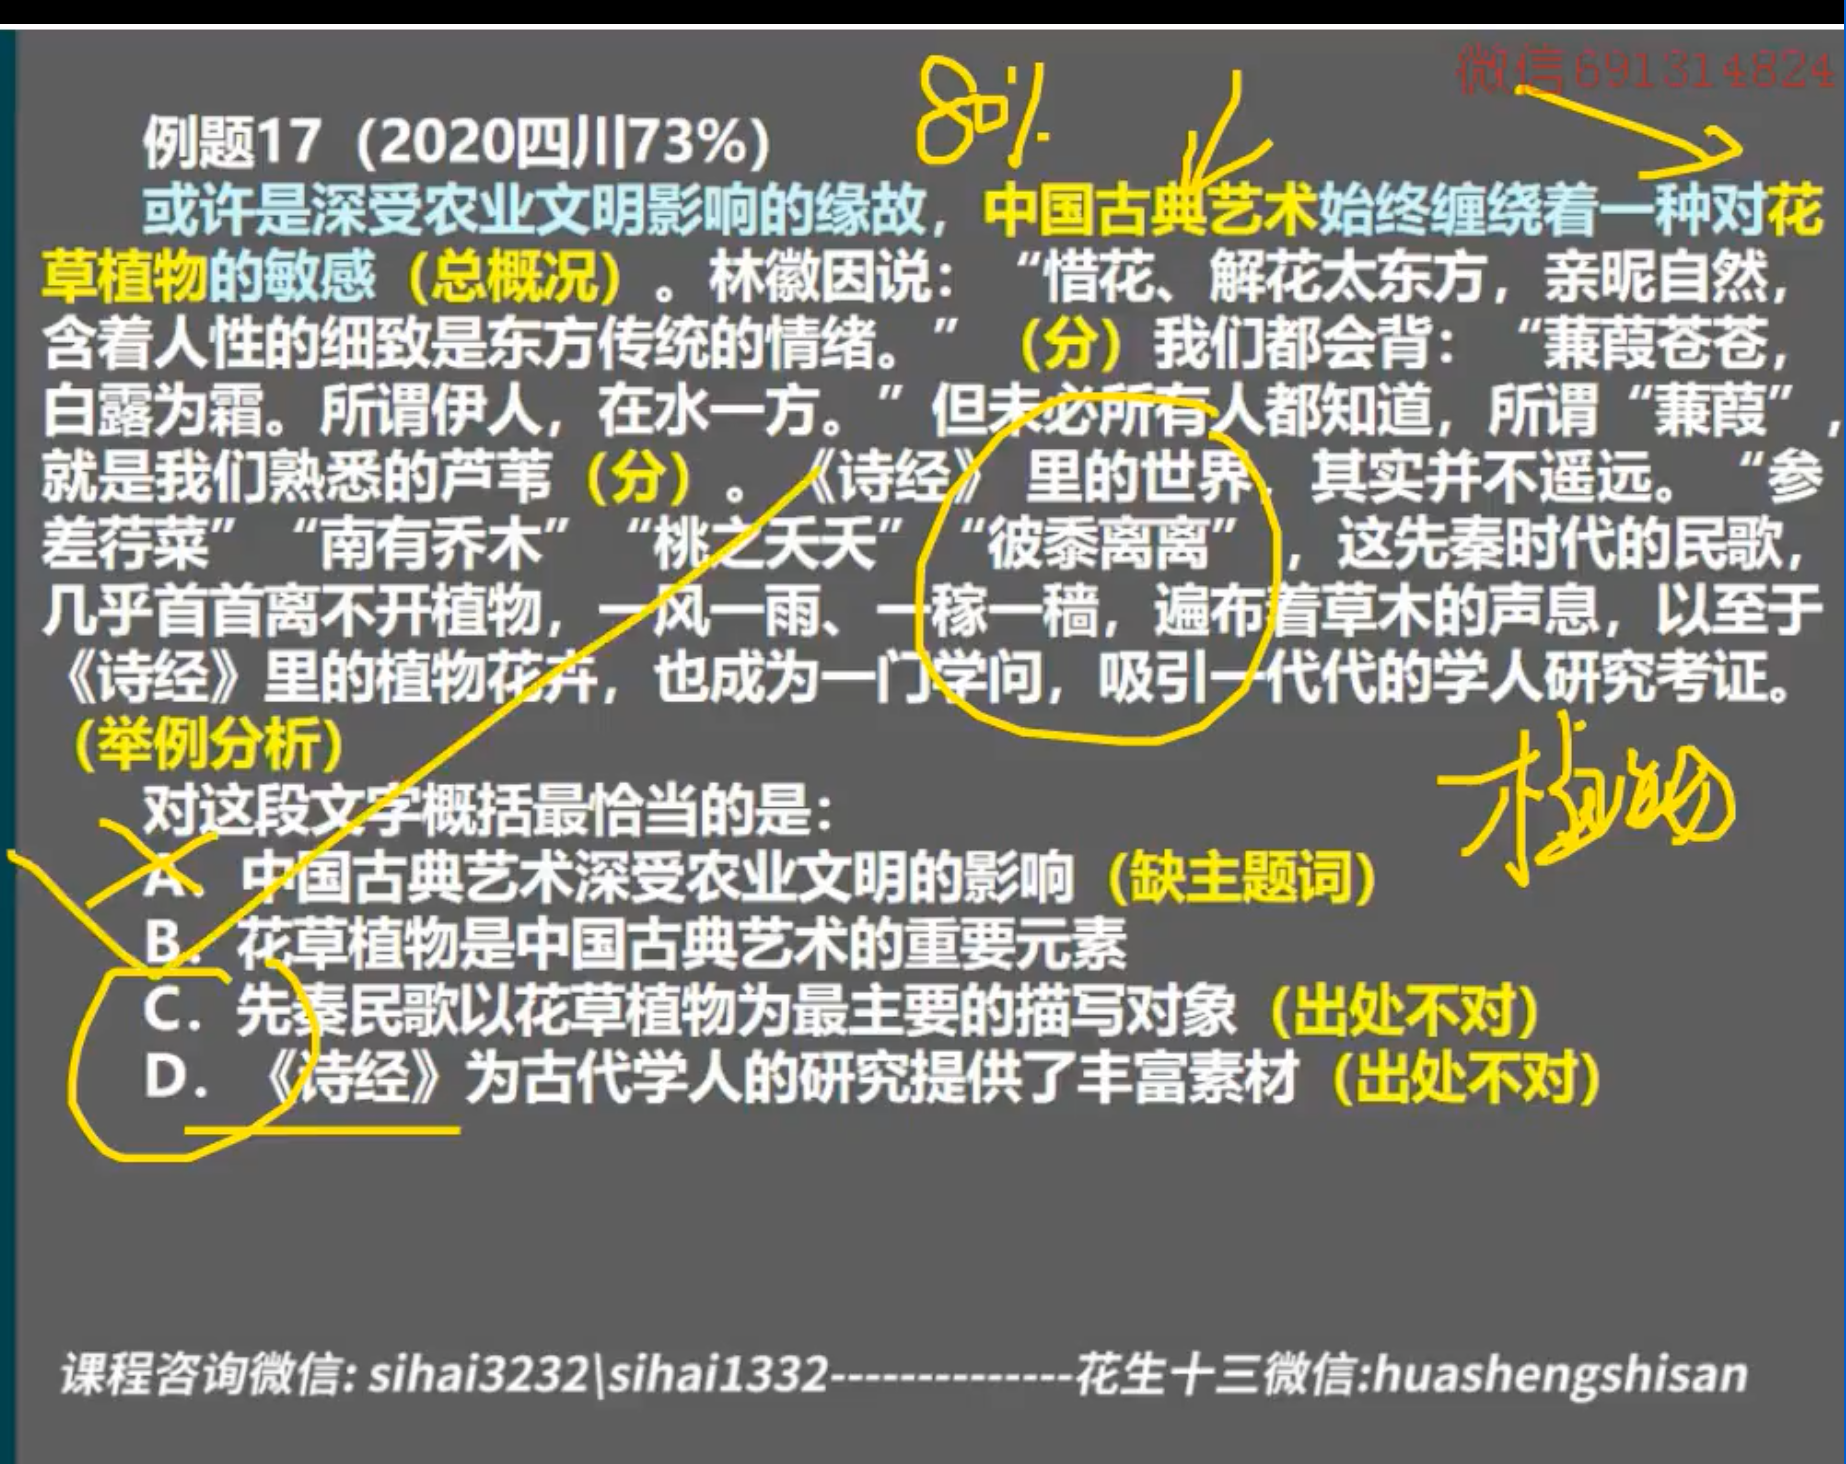 微信691314824
80%
例题17（2020四川73%）
或许是深受农业文明影响的缘故，中国古典艺术始终缠绕着一种对花
草植物的敏感（总概况）。林徽因说：“惜花、解花太东方，亲昵自然，
含着人性的细致是东方传统的情绪。”（分）我们都会背：“蒹葭苍苍，
白露为霜。所谓伊人，在水一方。”但未必所有人都知道，所谓“蒹葭”，
就是我们熟悉的芦苇（分）。《诗经》里的世界，其实并不遥远。“参
差荇菜”“南有乔木”“桃之夭夭”“彼黍离离”，这先秦时代的民歌，
几乎首首离不开植物，一风一雨、一稼一穑，遍布着草木的声息，以至于
《诗经》里的植物花卉，也成为一门学问，吸引一代代的学人研究考证。
（举例分析）
植物
对这段文字概括最恰当的是：
A．中国古典艺术深受农业文明的影响（缺主题词）
B．花草植物是中国古典艺术的重要元素
C．先秦民歌以花草植物为最主要的描写对象（出处不对）
D．《诗经》为古代学人的研究提供了丰富素材（出处不对）
课程咨询微信: sihai3232\sihai1332--------------花生十三微信:huashengshisan